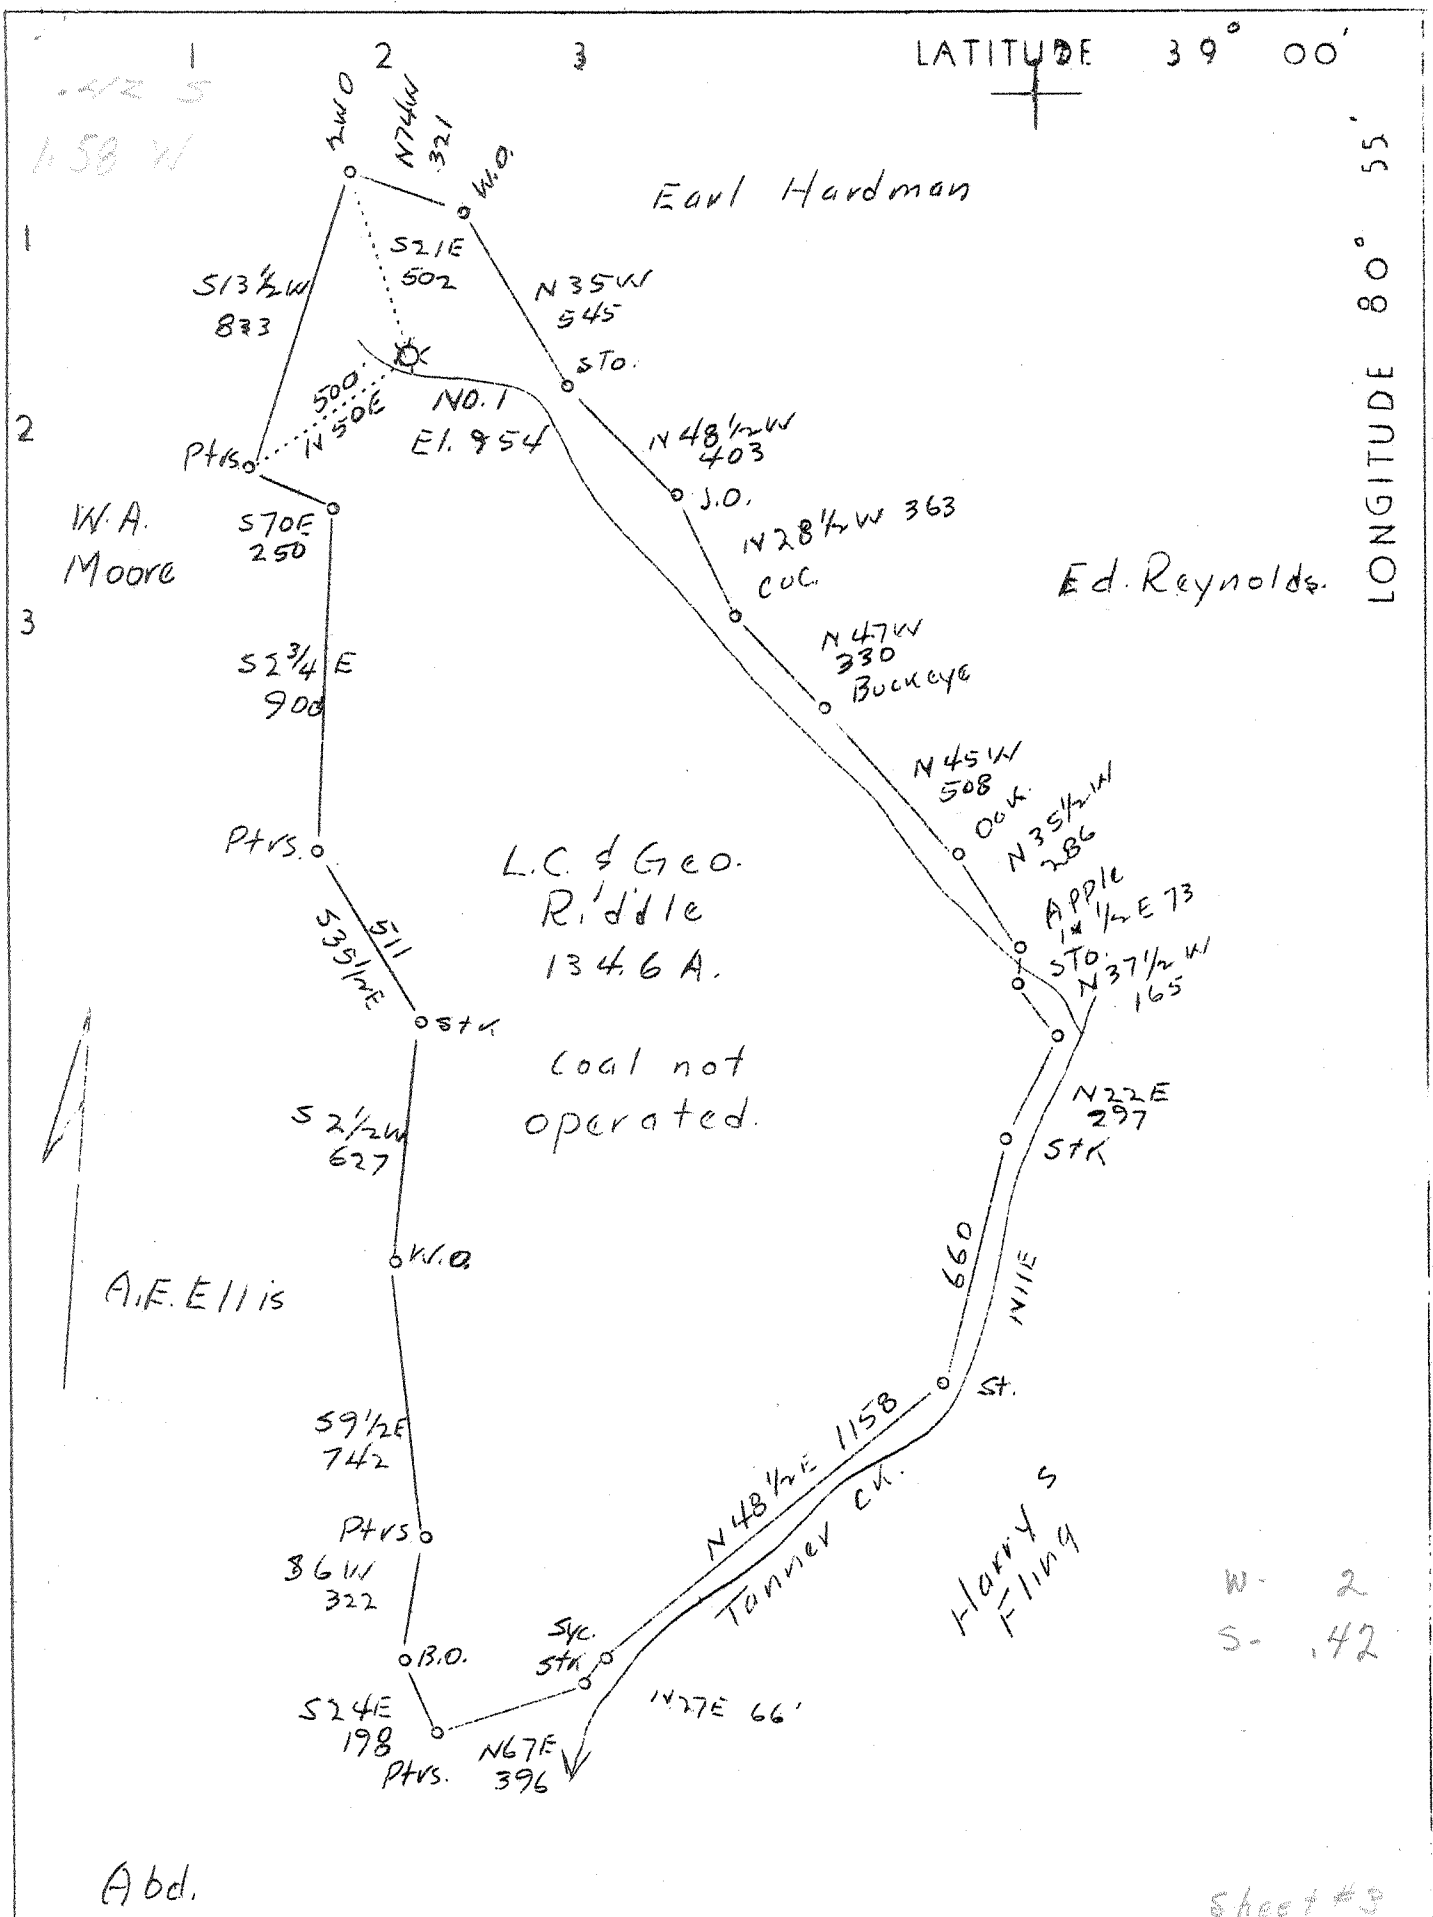 1 2 3 LATITUDE 39° 00'
LONGITUDE 80° 55'
1
2
3
1.58 W
2WO
N74W
321
W.O.
Earl Hardman
S21E
502
S13½W
833
N35W
545
STO.
500
N50E
NO. 1
El. 954
N48½W
403
J.O.
Ptrs.
W.A.
Moore
S70E
250
N28½W 363
CUC.
Ed. Reynolds.
N47W
330
Buckeye
S2¾E
900
N45W
508
Oak.
N35½W
286
Apple
½E 73
STO.
N37½W
165
Ptrs.
L.C. & Geo.
Riddle
134.6 A.
511
S35½E
Stk
Coal not
operated.
N22E
297
Stk
S2½W
627
W.O.
660
N11E
A.E. Ellis
St.
S9½E
742
N48½E 1158
Tanner Ck.
Harry S
Fling
Ptrs
S6W
322
B.O.
Syc.
Stk
N27E 66'
S24E
198
Ptrs.
N67E
396
W- 2
S- .42
Abd.
Sheet #3